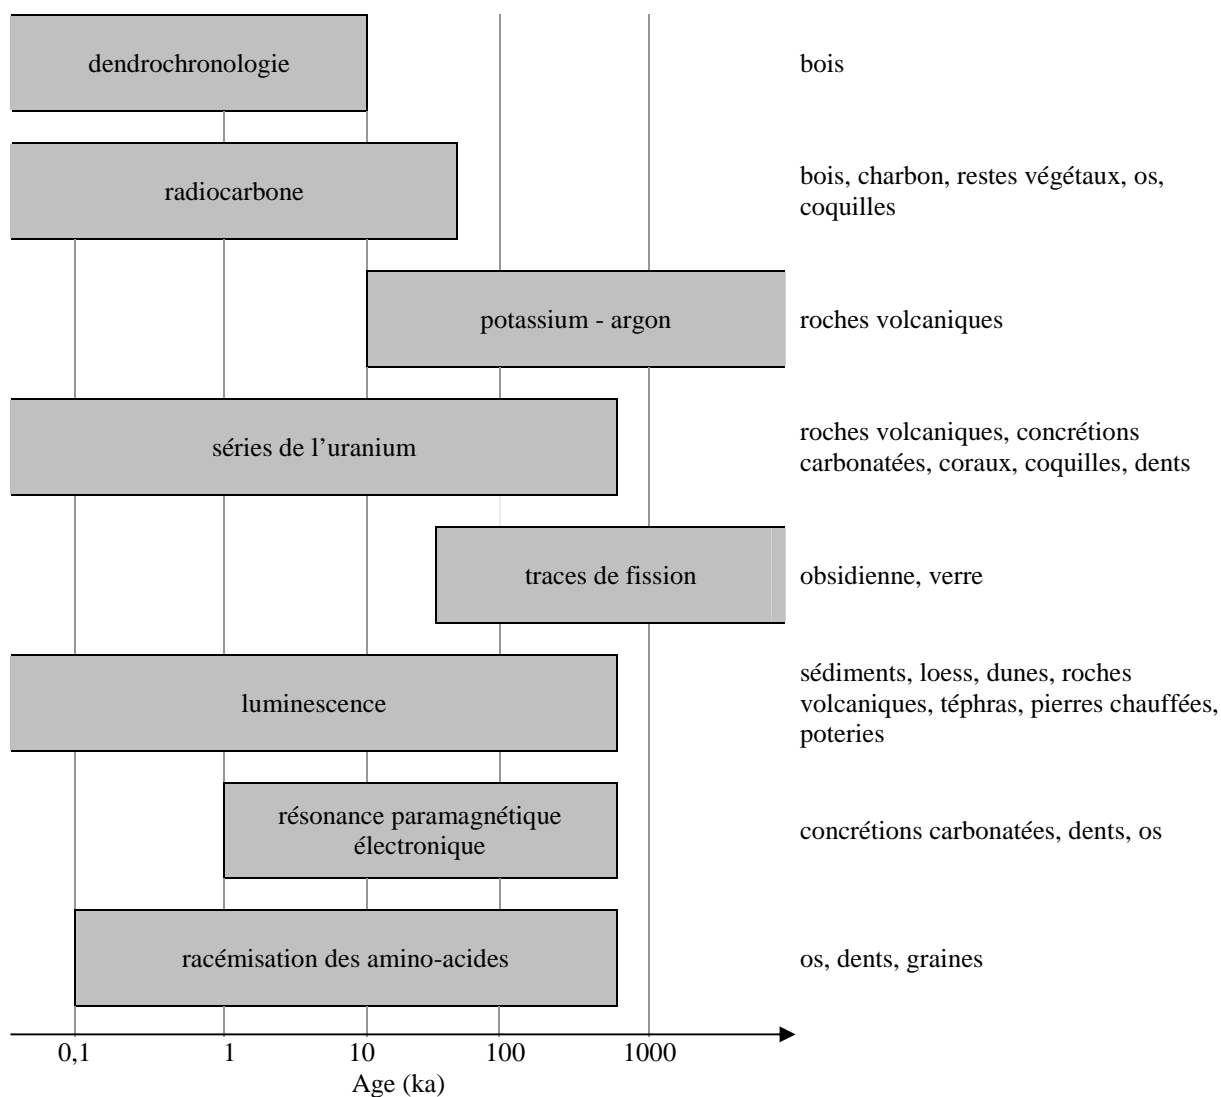 dendrochronologie
bois
radiocarbone
bois, charbon, restes végétaux, os,
coquilles
potassium - argon
roches volcaniques
séries de l’uranium
roches volcaniques, concrétions
carbonatées, coraux, coquilles, dents
traces de fission
obsidienne, verre
luminescence
sédiments, loess, dunes, roches
volcaniques, téphras, pierres chauffées,
poteries
résonance paramagnétique
électronique
concrétions carbonatées, dents, os
racémisation des amino-acides
os, dents, graines
0,1 1 10 100 1000
Age (ka)